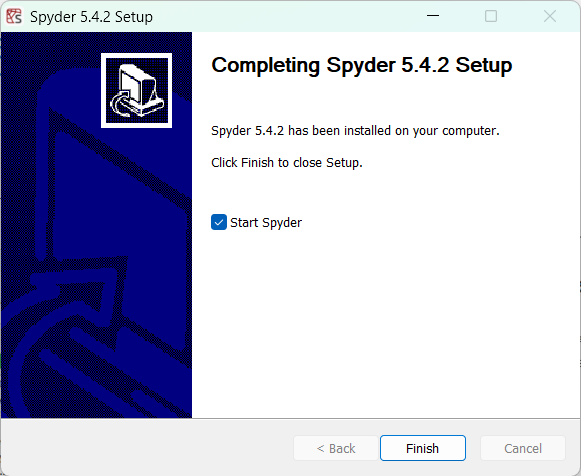 Spyder 5.4.2 Setup
Completing Spyder 5.4.2 Setup
Spyder 5.4.2 has been installed on your computer.
Click Finish to close Setup.
Start Spyder
< Back
Finish
Cancel